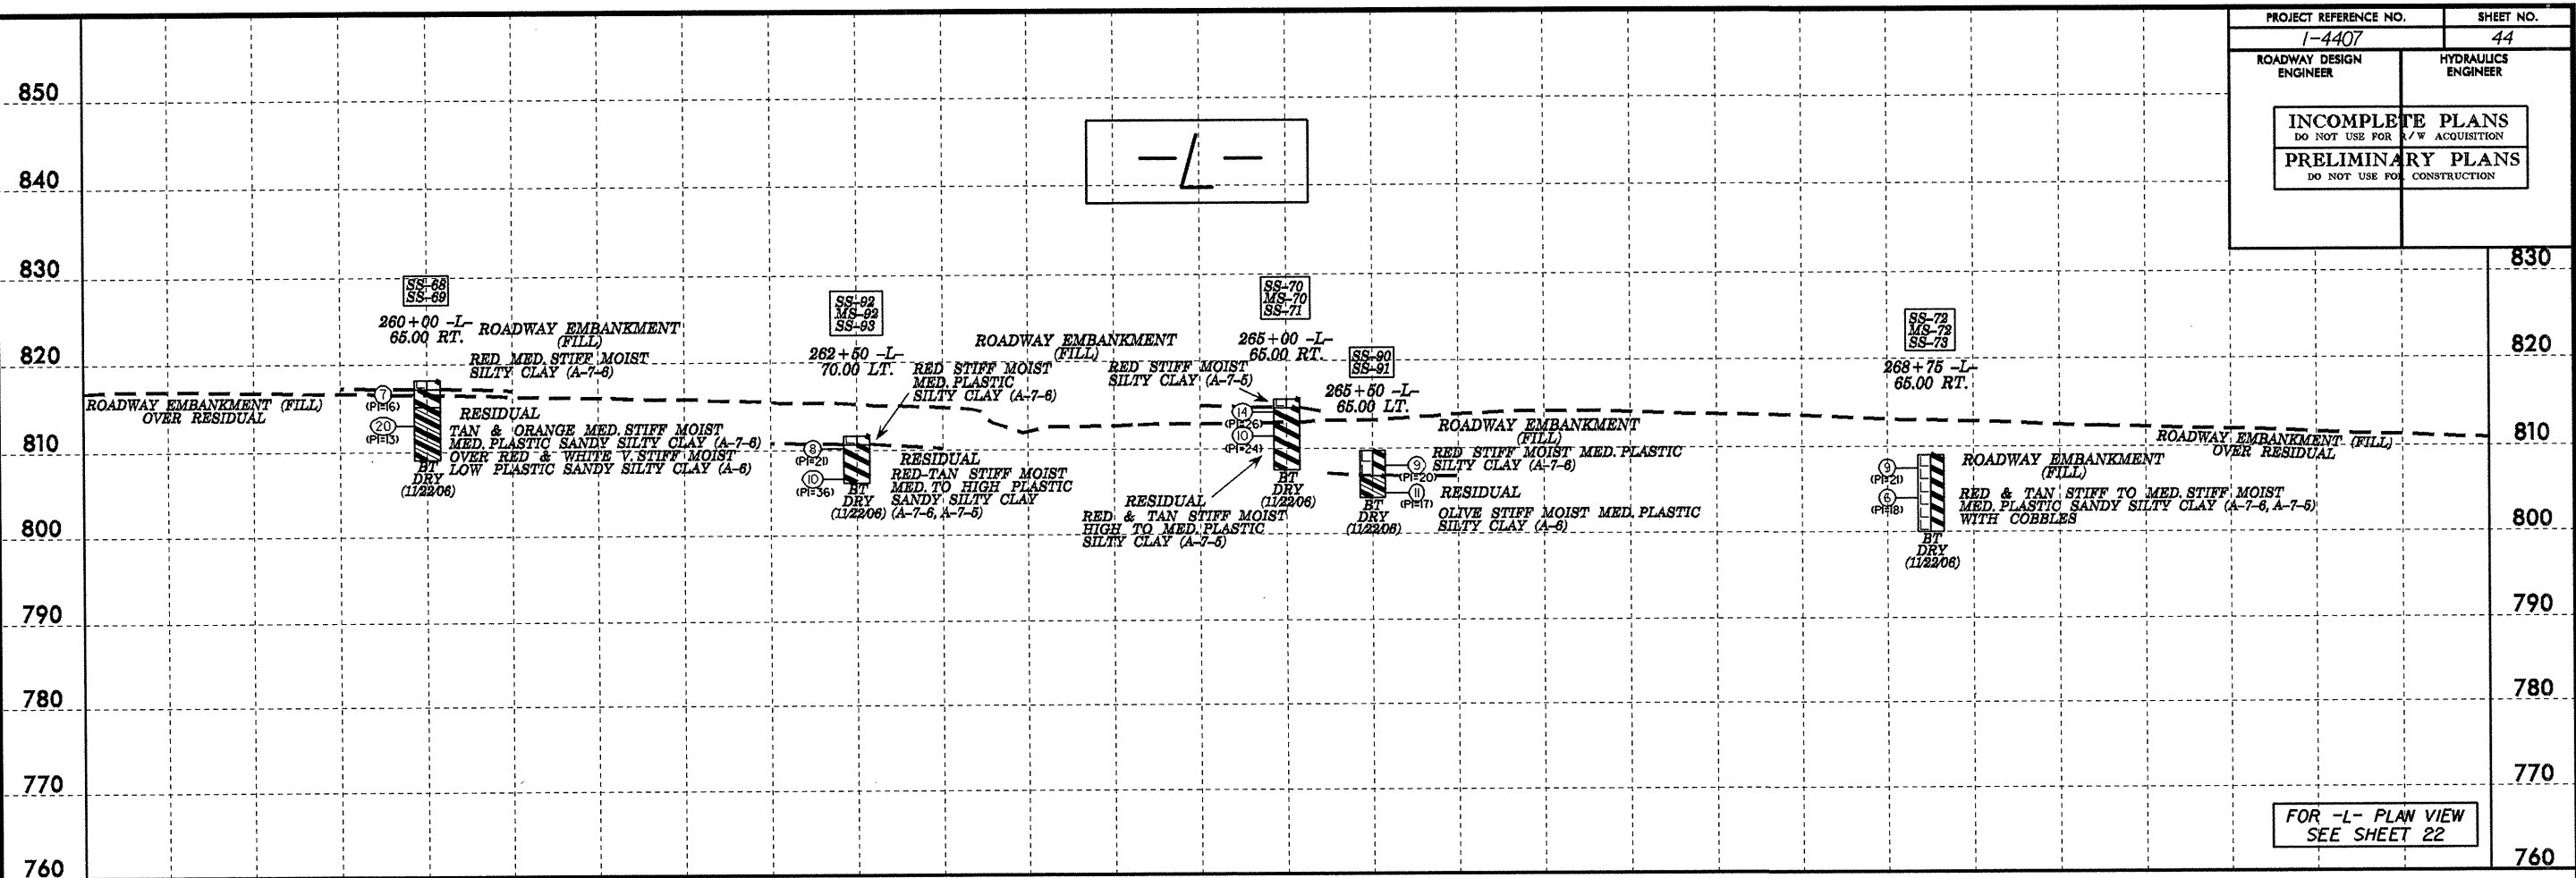 PROJECT REFERENCE NO.
SHEET NO.
I-4407
44
ROADWAY DESIGN
ENGINEER
HYDRAULICS
ENGINEER
INCOMPLETE PLANS
DO NOT USE FOR R/W ACQUISITION
PRELIMINARY PLANS
DO NOT USE FOR CONSTRUCTION
-L-
850
840
830
820
810
800
790
780
770
760
SS-68
SS-69
260+00 -L-
65.00 RT.
ROADWAY EMBANKMENT
(FILL)
RED MED. STIFF MOIST
SILTY CLAY (A-7-6)
7
(PI=16)
20
(PI=13)
ROADWAY EMBANKMENT (FILL)
OVER RESIDUAL
RESIDUAL
TAN & ORANGE MED. STIFF MOIST
MED. PLASTIC SANDY SILTY CLAY (A-7-6)
OVER RED & WHITE V. STIFF MOIST
LOW PLASTIC SANDY SILTY CLAY (A-6)
BT
DRY
(11/22/06)
SS-92
MS-92
SS-93
262+50 -L-
70.00 LT.
RED STIFF MOIST
MED. PLASTIC
SILTY CLAY (A-7-6)
8
(PI=21)
10
(PI=36)
RESIDUAL
RED-TAN STIFF MOIST
MED. TO HIGH PLASTIC
SANDY SILTY CLAY
(A-7-6, A-7-5)
BT
DRY
(11/22/06)
ROADWAY EMBANKMENT
(FILL)
SS-70
MS-70
SS-71
265+00 -L-
65.00 RT.
RED STIFF MOIST
SILTY CLAY (A-7-5)
14
(PI=26)
10
(PI=24)
RESIDUAL
RED & TAN STIFF MOIST
HIGH TO MED. PLASTIC
SILTY CLAY (A-7-5)
BT
DRY
(11/22/06)
SS-90
SS-91
265+50 -L-
65.00 LT.
ROADWAY EMBANKMENT
(FILL)
RED STIFF MOIST MED. PLASTIC
SILTY CLAY (A-7-6)
9
(PI=20)
11
(PI=17)
RESIDUAL
OLIVE STIFF MOIST MED. PLASTIC
SILTY CLAY (A-6)
BT
DRY
(11/22/06)
SS-72
MS-72
SS-73
268+75 -L-
65.00 RT.
9
(PI=21)
6
(PI=18)
ROADWAY EMBANKMENT
(FILL)
RED & TAN STIFF TO MED. STIFF MOIST
MED. PLASTIC SANDY SILTY CLAY (A-7-6, A-7-5)
WITH COBBLES
BT
DRY
(11/22/06)
ROADWAY EMBANKMENT (FILL)
OVER RESIDUAL
830
820
810
800
790
780
770
760
FOR -L- PLAN VIEW
SEE SHEET 22